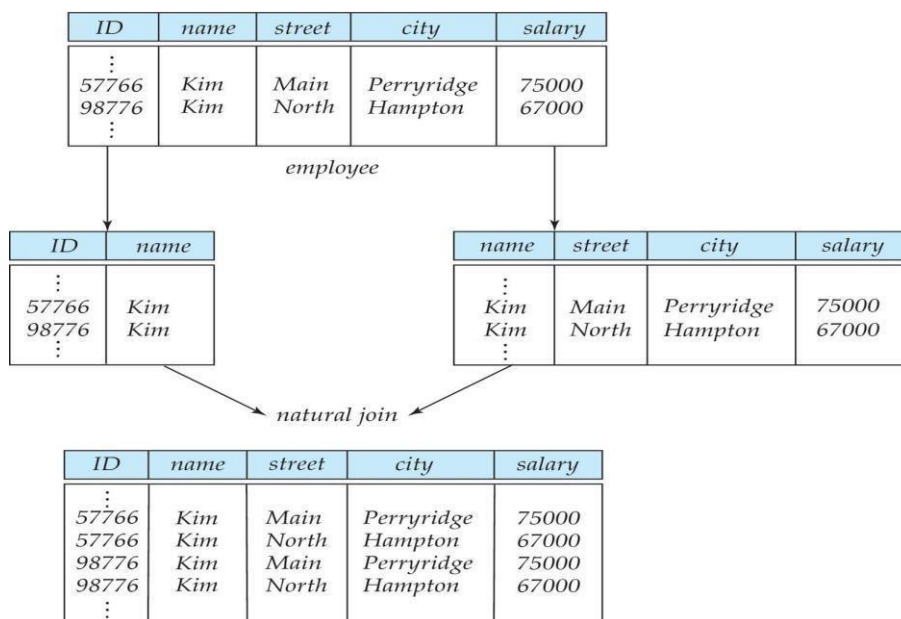 ID name street city salary
⋮
57766 Kim Main Perryridge 75000
98776 Kim North Hampton 67000
⋮
employee
ID name
⋮
57766 Kim
98776 Kim
⋮
name street city salary
⋮
Kim Main Perryridge 75000
Kim North Hampton 67000
⋮
natural join
ID name street city salary
⋮
57766 Kim Main Perryridge 75000
57766 Kim North Hampton 67000
98776 Kim Main Perryridge 75000
98776 Kim North Hampton 67000
⋮